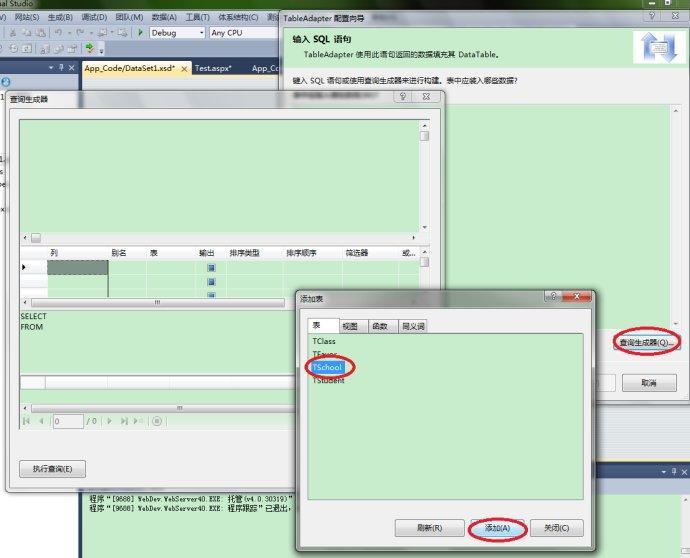 ual Studio
W) 网站(S) 生成(B) 调试(D) 团队(M) 数据(A) 工具(T) 体系结构(C) 测试
Debug Any CPU
App_Code/DataSet1.xsd* Test.aspx* App_Co
TableAdapter 配置向导
输入 SQL 语句
TableAdapter 使用此语句返回的数据填充其 DataTable。
键入 SQL 语句或使用查询生成器来进行构建。表中应装入哪些数据?
查询生成器(Q)...
取消
查询生成器
列 别名 表 输出 排序类型 排序顺序 筛选器 或...
SELECT
FROM
0 / 0
执行查询(E)
添加表
表 视图 函数 同义词
TClass
TFavor
TSchool
TStudent
刷新(R) 添加(A) 关闭(C)
程序“[9688] WebDev.WebServer40.EXE: 托管(v4.0.30319)”
程序“[9688] WebDev.WebServer40.EXE: 程序跟踪”已退出，